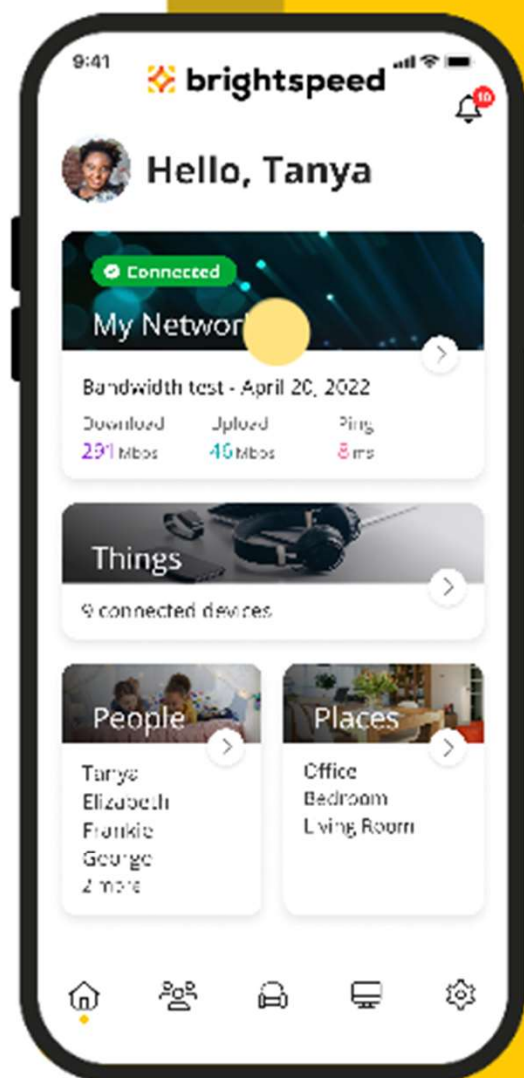 9:41
brightspeed
10
Hello, Tanya
Connected
My Network
Bandwidth test - April 20, 2022
Download Upload Ping
291 Mbps 46 Mbps 8 ms
Things
9 connected devices
People
Tanya
Elizabeth
Frankie
George
2 more
Places
Office
Bedroom
Living Room